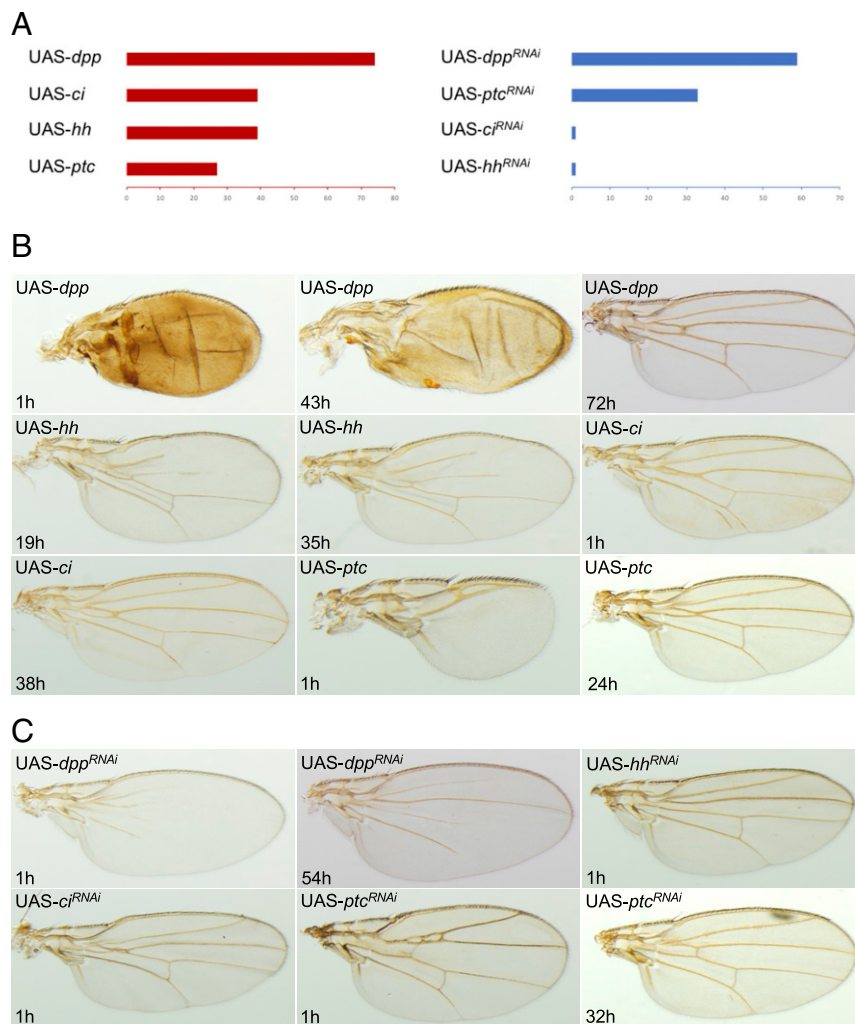 A
UAS-dpp
UAS-ci
UAS-hh
UAS-ptc
0 10 20 30 40 50 60 70 80
UAS-dppRNAi
UAS-ptcRNAi
UAS-ciRNAi
UAS-hhRNAi
0 10 20 30 40 50 60 70
B
UAS-dpp
1h
UAS-dpp
43h
UAS-dpp
72h
UAS-hh
19h
UAS-hh
35h
UAS-ci
1h
UAS-ci
38h
UAS-ptc
1h
UAS-ptc
24h
C
UAS-dppRNAi
1h
UAS-dppRNAi
54h
UAS-hhRNAi
1h
UAS-ciRNAi
1h
UAS-ptcRNAi
1h
UAS-ptcRNAi
32h